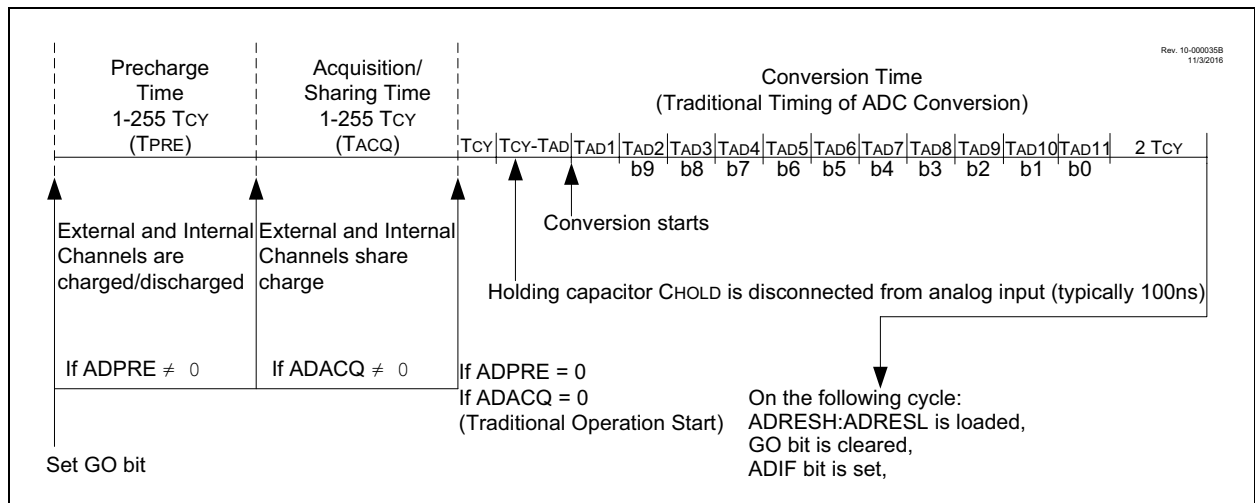 Rev. 10-000035B
11/3/2016
Precharge
Time
1-255 TCY
(TPRE)
Acquisition/
Sharing Time
1-255 TCY
(TACQ)
Conversion Time
(Traditional Timing of ADC Conversion)
TCY TCY-TAD TAD1 TAD2 TAD3 TAD4 TAD5 TAD6 TAD7 TAD8 TAD9 TAD10 TAD11 2 TCY
b9 b8 b7 b6 b5 b4 b3 b2 b1 b0
External and Internal
Channels are
charged/discharged
External and Internal
Channels share
charge
Conversion starts
Holding capacitor CHOLD is disconnected from analog input (typically 100ns)
If ADPRE ≠ 0
If ADACQ ≠ 0
If ADPRE = 0
If ADACQ = 0
(Traditional Operation Start)
On the following cycle:
ADRESH:ADRESL is loaded,
GO bit is cleared,
ADIF bit is set,
Set GO bit